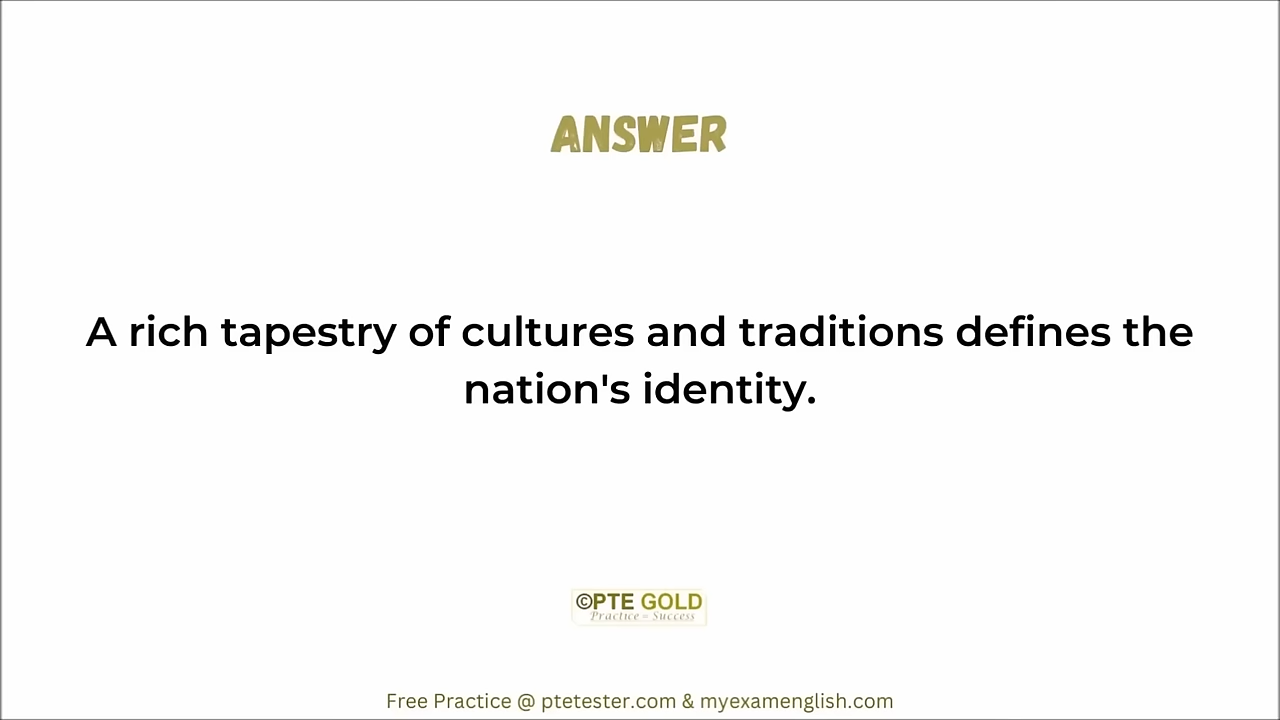 ANSWER
A rich tapestry of cultures and traditions defines the
nation's identity.
©PTE GOLD
Practice = Success
Free Practice @ ptetester.com & myexamenglish.com